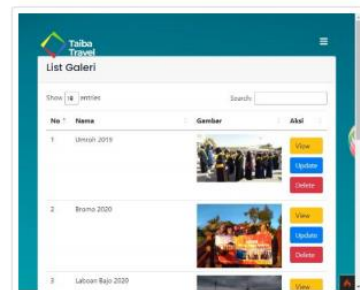 Taiba
Travel
List Galeri
Show 10 entries
Search:
No Nama Gambar Aksi
1 Umroh 2019 View
Update
Delete
2 Bromo 2020 View
Update
Delete
3 Labuan Bajo 2020 View